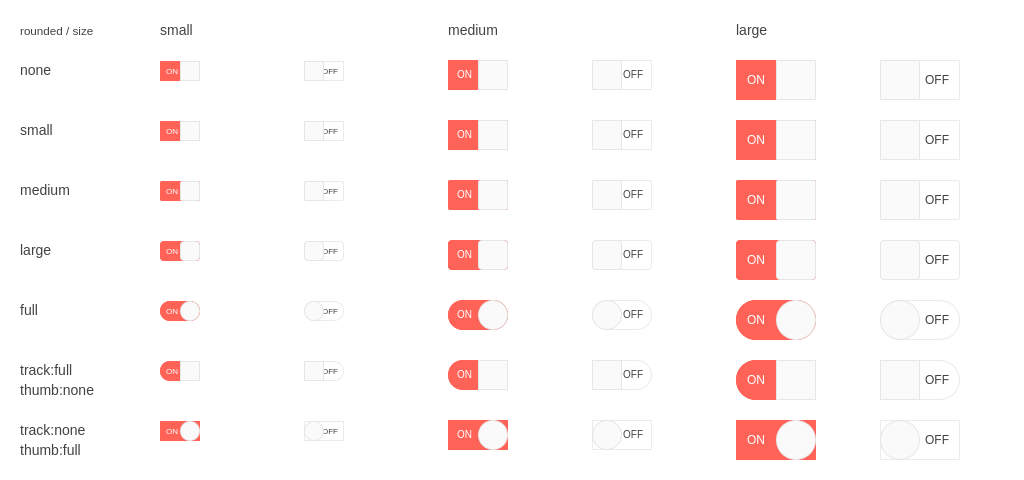 rounded / size small medium large
none ON OFF ON OFF ON OFF
small ON OFF ON OFF ON OFF
medium ON OFF ON OFF ON OFF
large ON OFF ON OFF ON OFF
full ON OFF ON OFF ON OFF
track:full ON OFF ON OFF ON OFF
thumb:none
track:none ON OFF ON OFF ON OFF
thumb:full